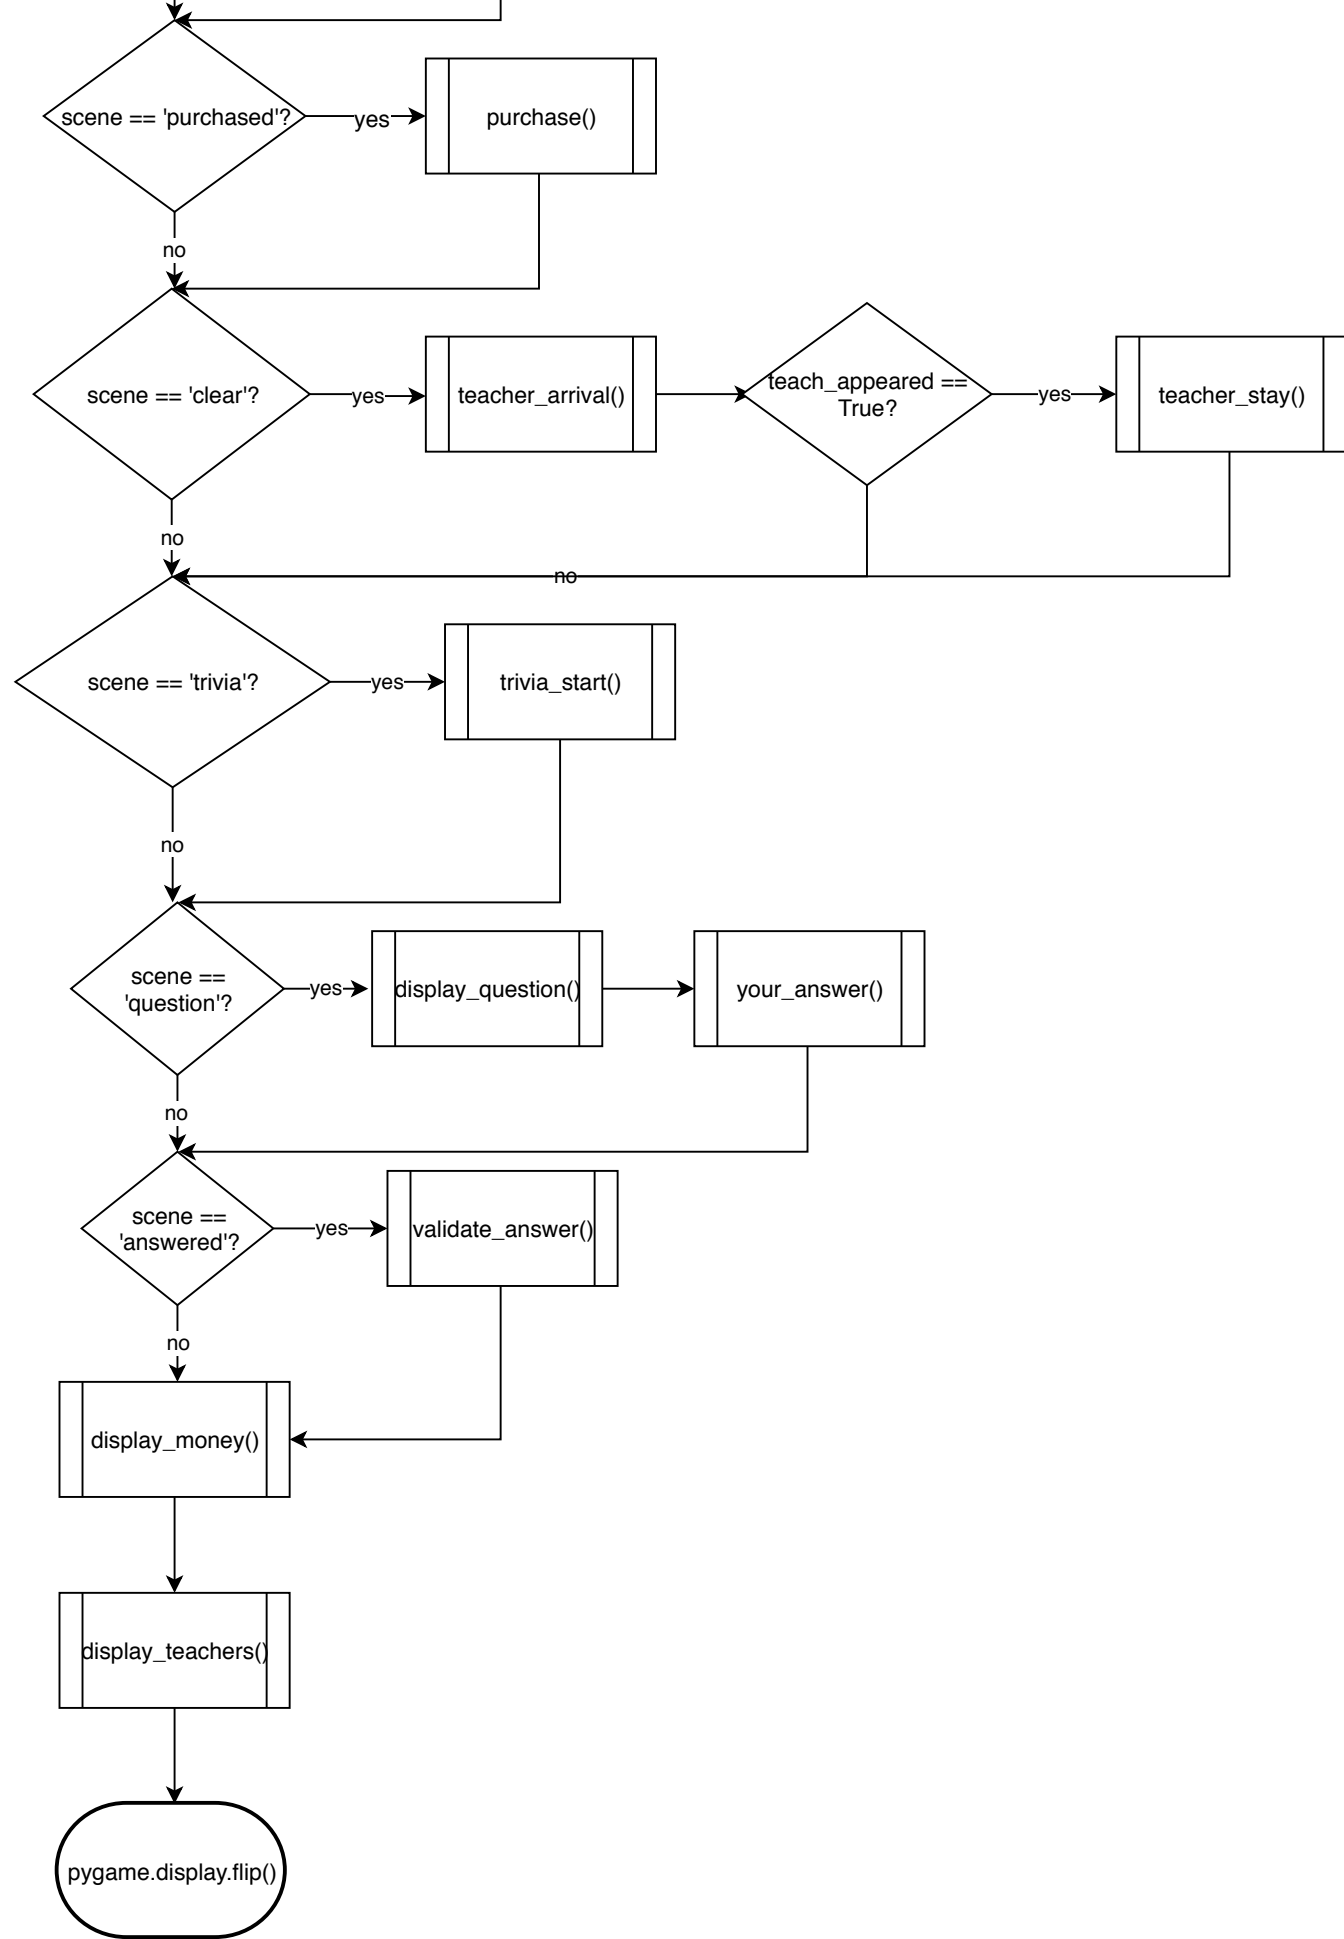 scene == 'purchased'?
yes
purchase()
no
scene == 'clear'?
yes
teacher_arrival()
teach_appeared ==
True?
yes
teacher_stay()
no
no
scene == 'trivia'?
yes
trivia_start()
no
scene ==
'question'?
yes
display_question()
your_answer()
no
scene ==
'answered'?
yes
validate_answer()
no
display_money()
display_teachers()
pygame.display.flip()